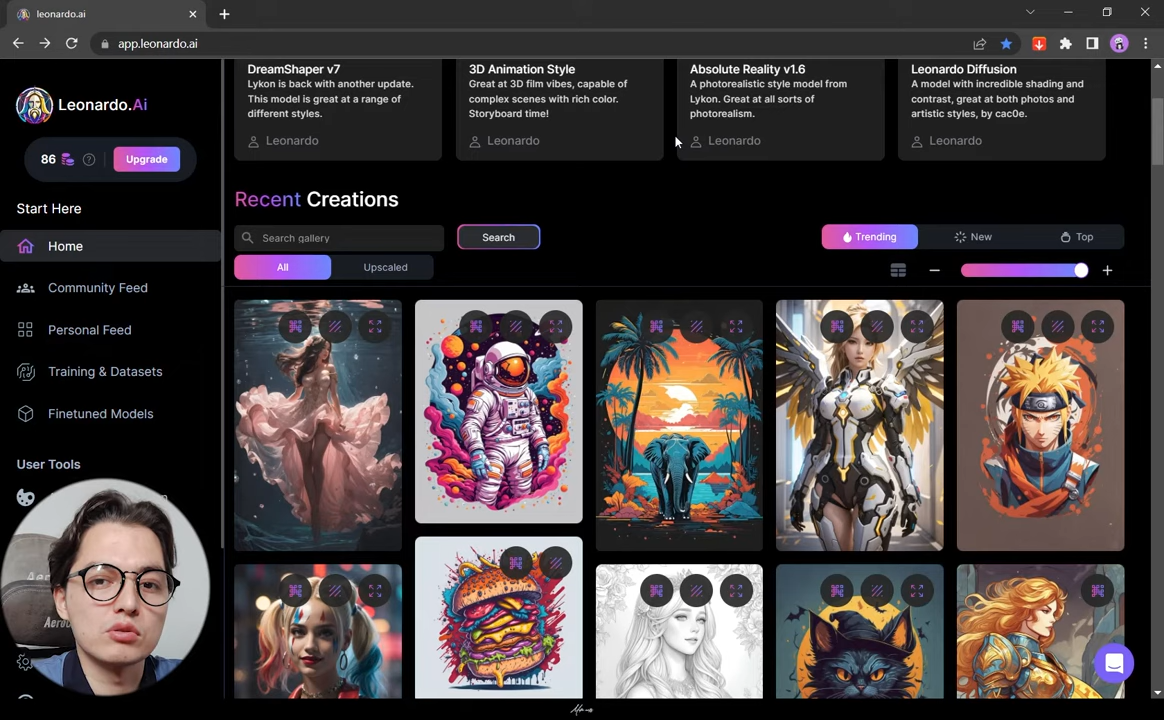 leonardo.ai
app.leonardo.ai
Leonardo.Ai
86
Upgrade
Start Here
Home
Community Feed
Personal Feed
Training & Datasets
Finetuned Models
User Tools
DreamShaper v7
Lykon is back with another update.
This model is great at a range of
different styles.
Leonardo
3D Animation Style
Great at 3D film vibes, capable of
complex scenes with rich color.
Storyboard time!
Leonardo
Absolute Reality v1.6
A photorealistic style model from
Lykon. Great at all sorts of
photorealism.
Leonardo
Leonardo Diffusion
A model with incredible shading and
contrast, great at both photos and
artistic styles, by cac0e.
Leonardo
Recent Creations
Search gallery
Search
Trending
New
Top
All
Upscaled